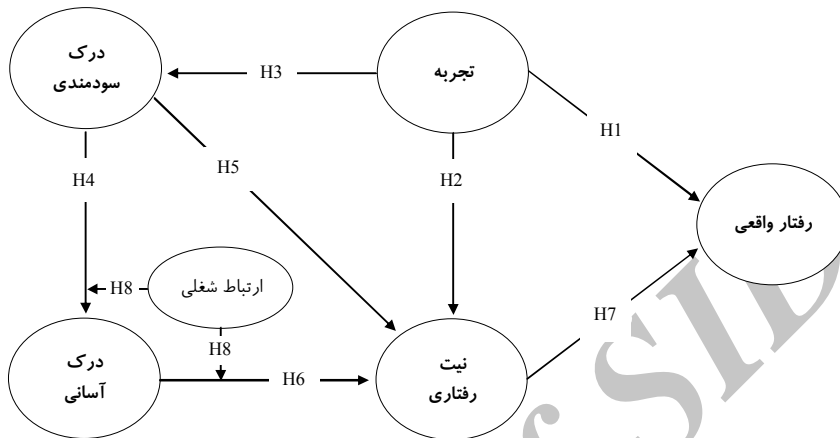 درک
سودمندی
H3
تجربه
H1
H4
H5
H2
رفتار واقعی
H8
ارتباط شغلی
H8
H7
درک
آسانی
H6
نیت
رفتاری
f SID